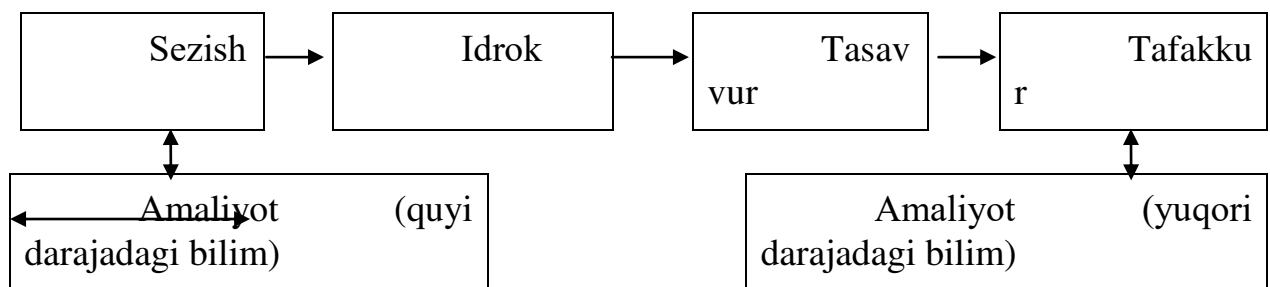 Sezish
Idrok
Tasav
vur
Tafakku
r
Amaliyot (quyi
darajadagi bilim)
Amaliyot (yuqori
darajadagi bilim)